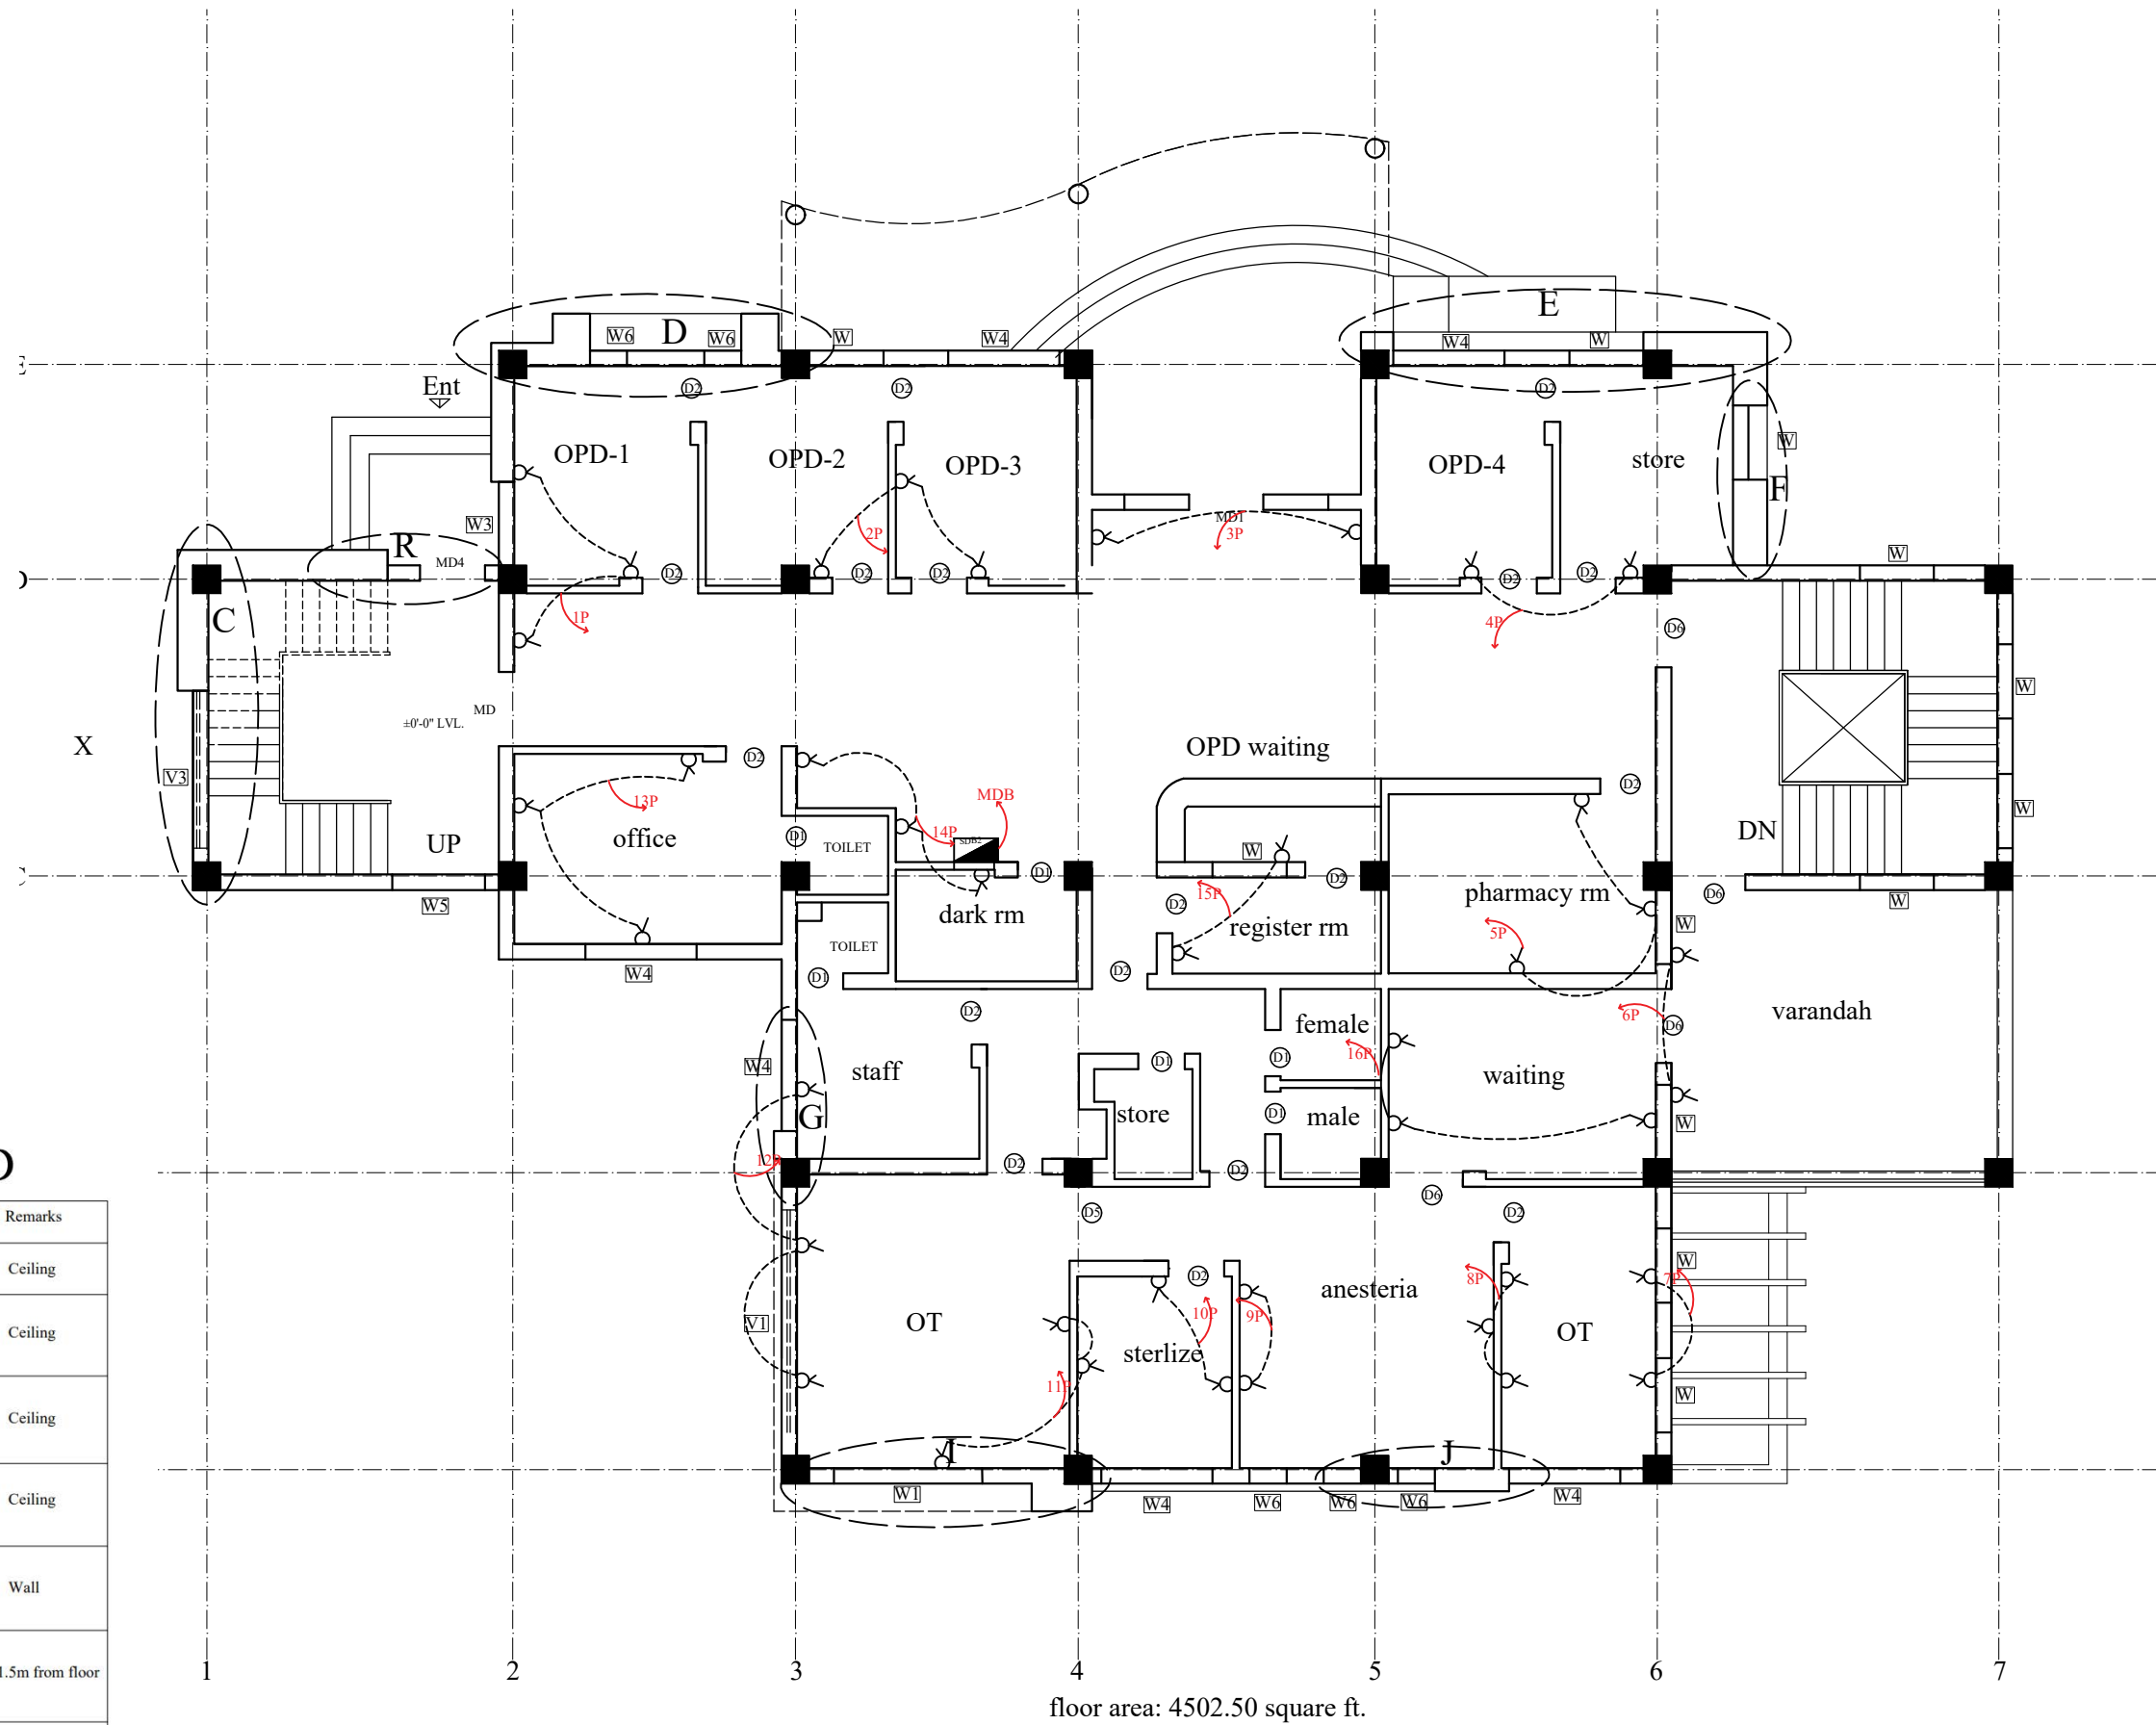 E
D
W6
W6
W
W4
W4
W
E
Ent
D2
D2
D2
OPD-1
OPD-2
OPD-3
OPD-4
store
W
F
W3
R
MD4
2P
MD1
3P
W
D2
D2
D2
D2
D2
C
1P
4P
D6
X
MD
±0'-0" LVL.
V3
W
OPD waiting
D2
D2
MDB
13P
W
office
D1
TOILET
14P
SDB2
UP
DN
W
D1
D2
pharmacy rm
15P
D2
D6
W
W5
dark rm
register rm
W
5P
TOILET
W4
D1
D2
D2
6P
D6
varandah
female
W4
staff
D1
D1
16P
waiting
G
store
D1
male
W
12P
D2
D2
D6
D5
D2
Remarks
Ceiling
Ceiling
Ceiling
Ceiling
Wall
1.5m from floor
W
D2
8P
7P
anesteria
10P
9P
V1
OT
OT
sterlize
11P
W
I
J
W1
W4
W6
W6
W6
W4
1
2
3
4
5
6
7
floor area: 4502.50 square ft.